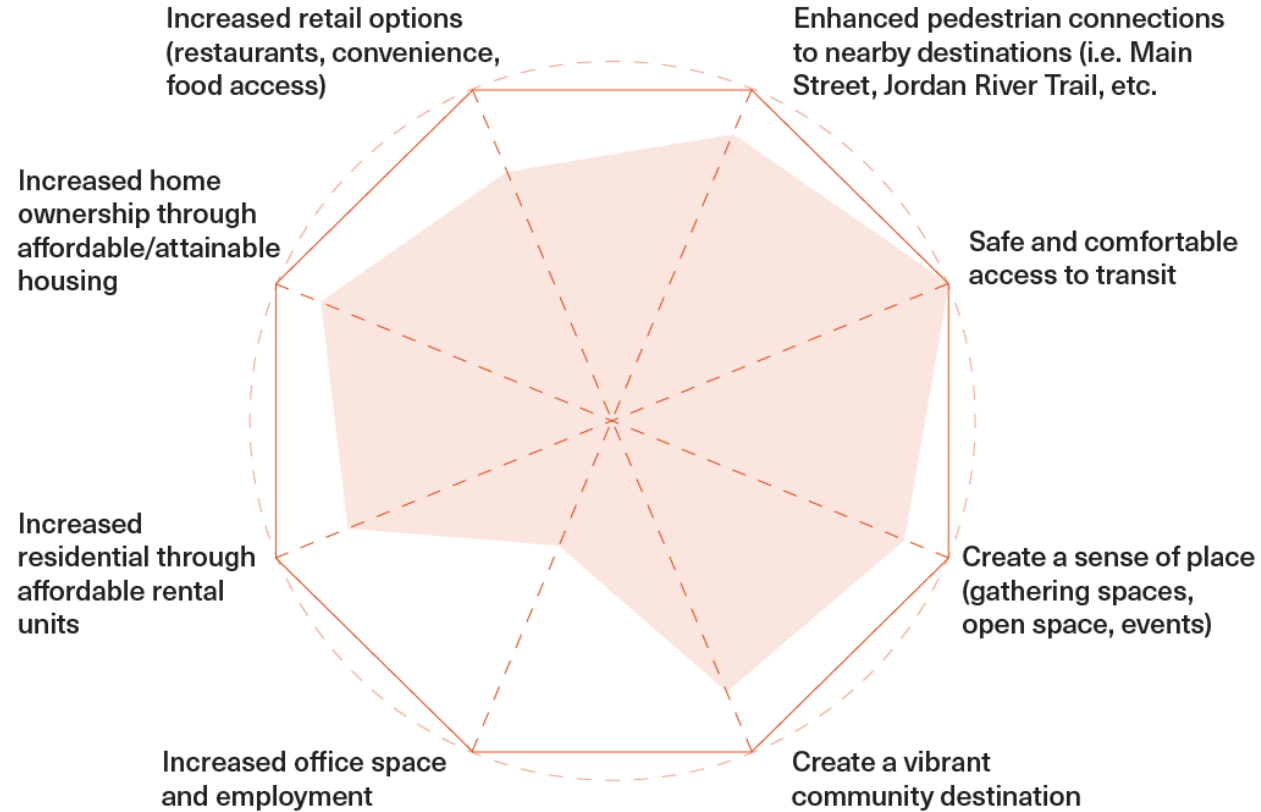 Increased retail options
(restaurants, convenience,
food access)
Enhanced pedestrian connections
to nearby destinations (i.e. Main
Street, Jordan River Trail, etc.
Increased home
ownership through
affordable/attainable
housing
Safe and comfortable
access to transit
Increased
residential through
affordable rental
units
Create a sense of place
(gathering spaces,
open space, events)
Increased office space
and employment
Create a vibrant
community destination